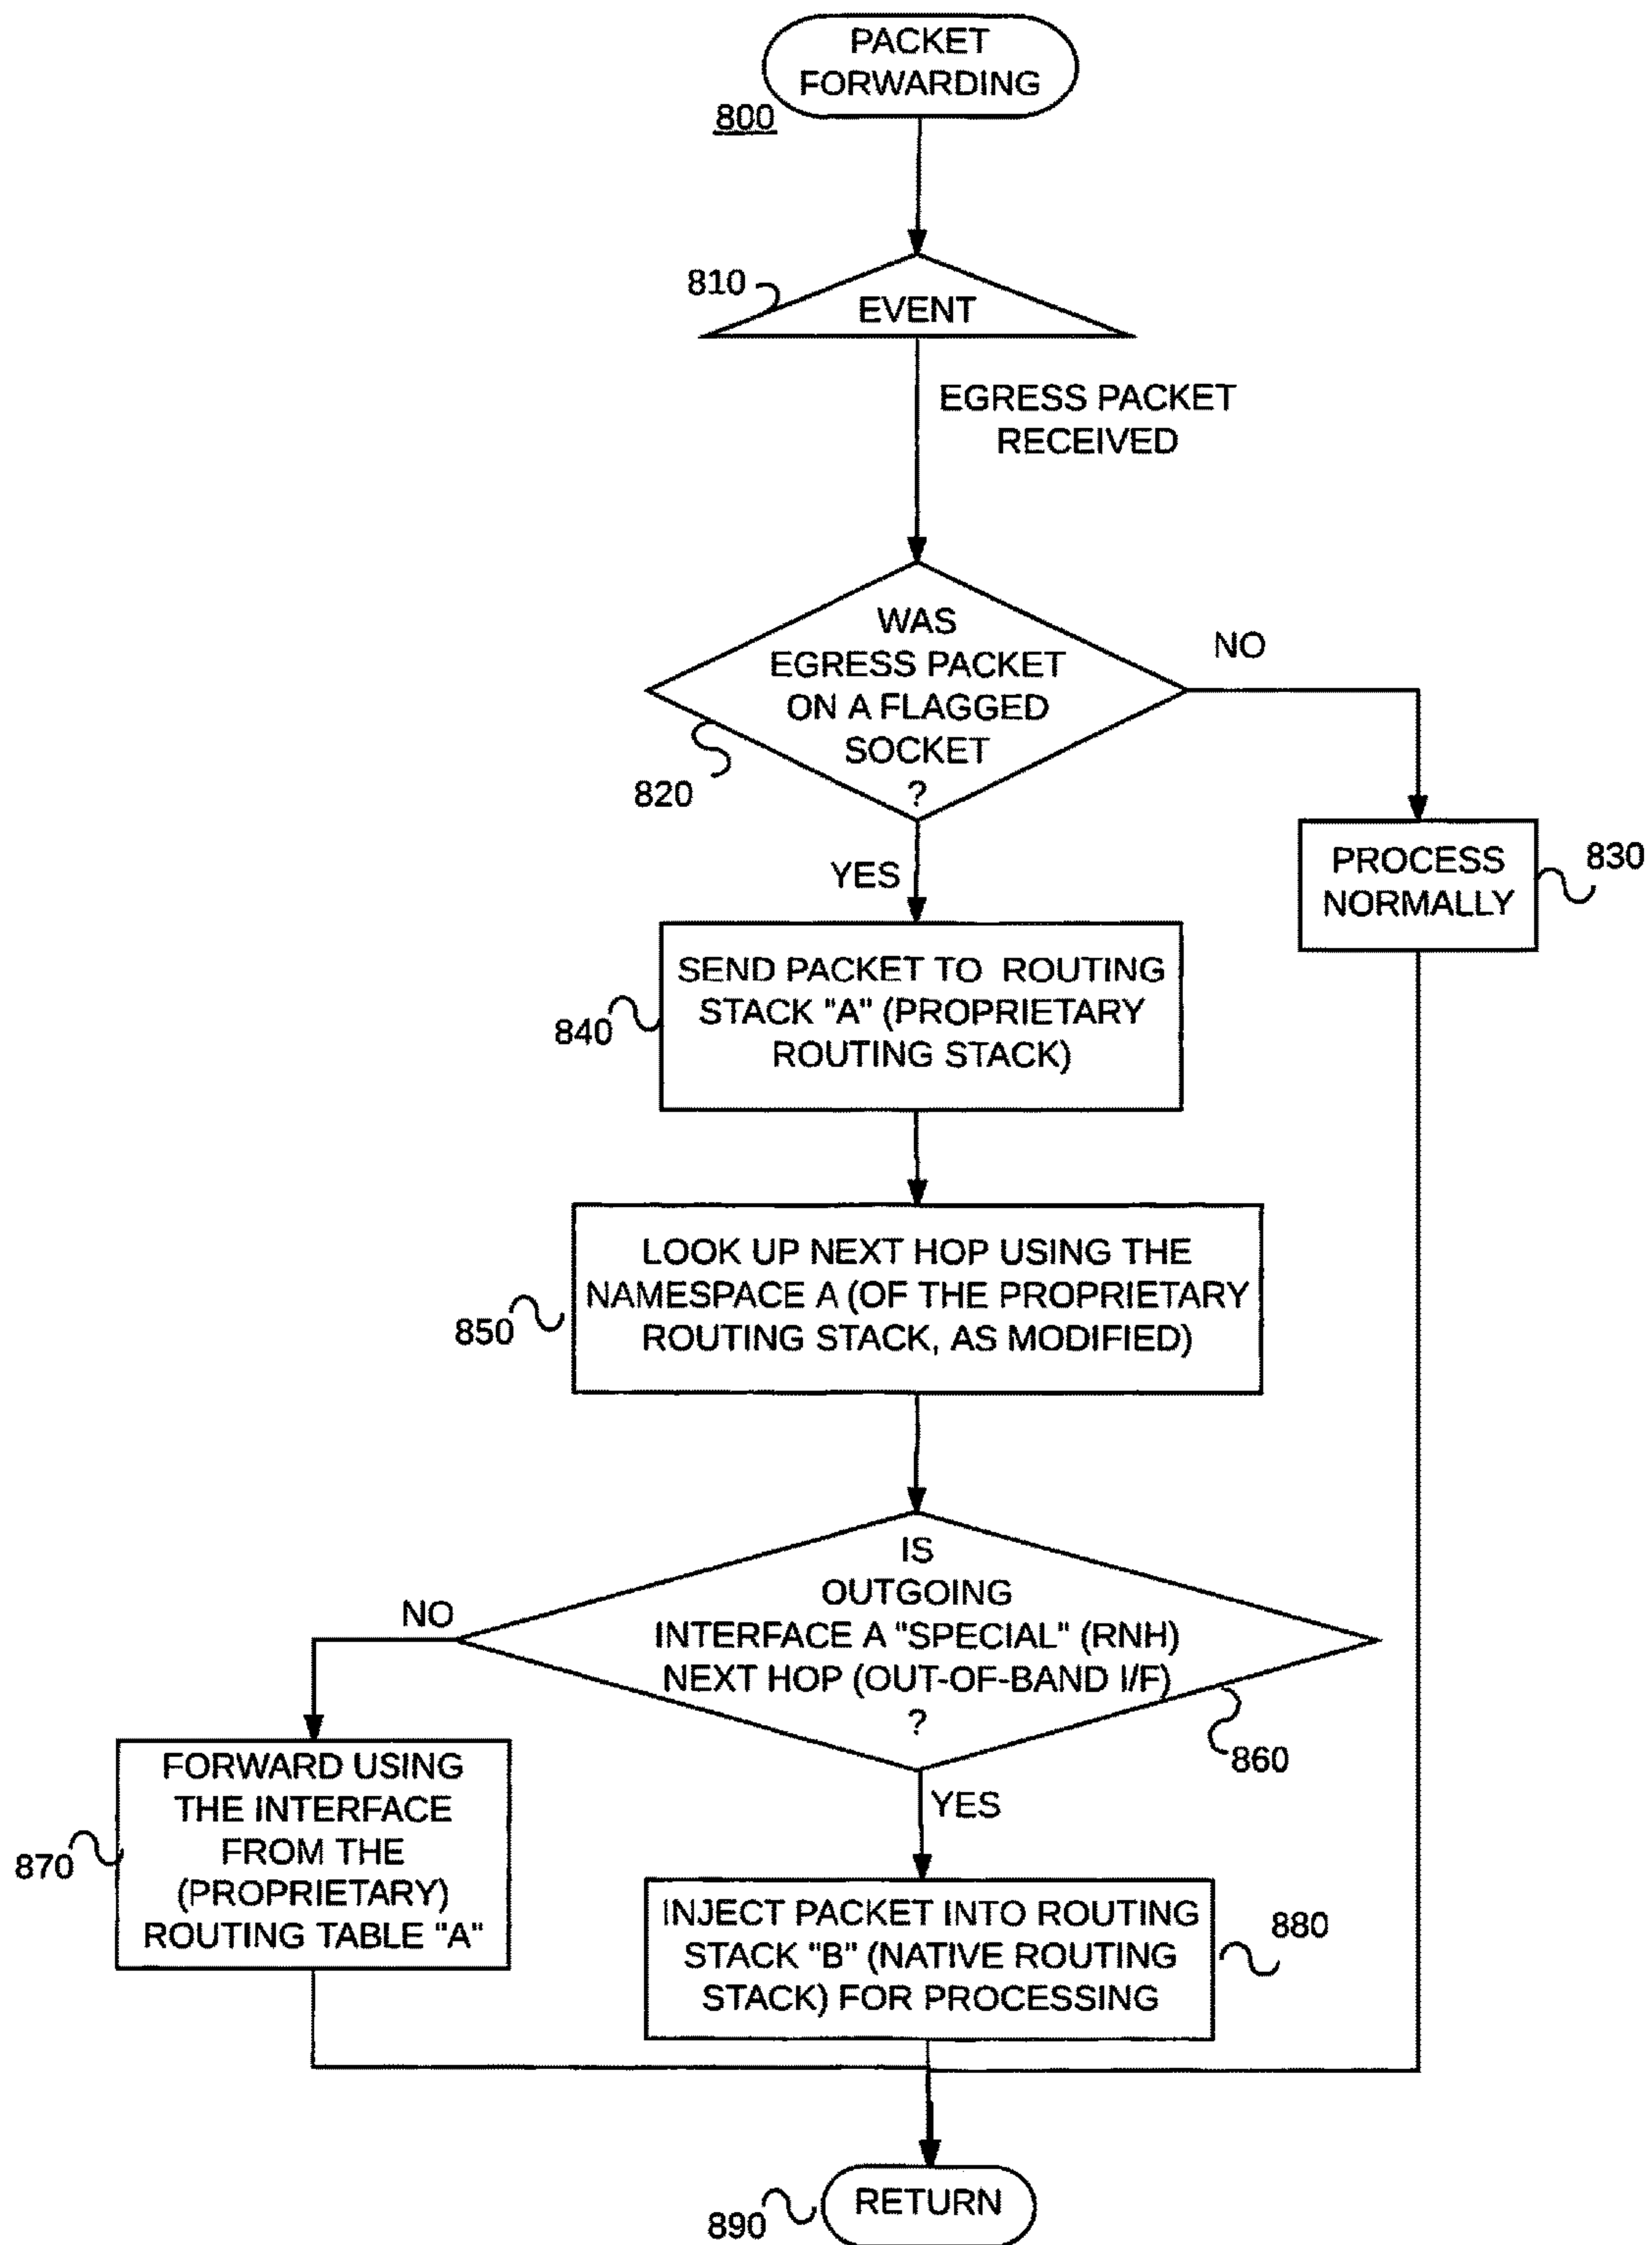 PACKET
FORWARDING
800
810
EVENT
EGRESS PACKET
RECEIVED
WAS
EGRESS PACKET
ON A FLAGGED
SOCKET
?
820
NO
YES
PROCESS
NORMALLY
830
SEND PACKET TO ROUTING
STACK "A" (PROPRIETARY
ROUTING STACK)
840
LOOK UP NEXT HOP USING THE
NAMESPACE A (OF THE PROPRIETARY
ROUTING STACK, AS MODIFIED)
850
IS
OUTGOING
INTERFACE A "SPECIAL" (RNH)
NEXT HOP (OUT-OF-BAND I/F)
?
860
NO
YES
FORWARD USING
THE INTERFACE
FROM THE
(PROPRIETARY)
ROUTING TABLE "A"
870
INJECT PACKET INTO ROUTING
STACK "B" (NATIVE ROUTING
STACK) FOR PROCESSING
880
RETURN
890